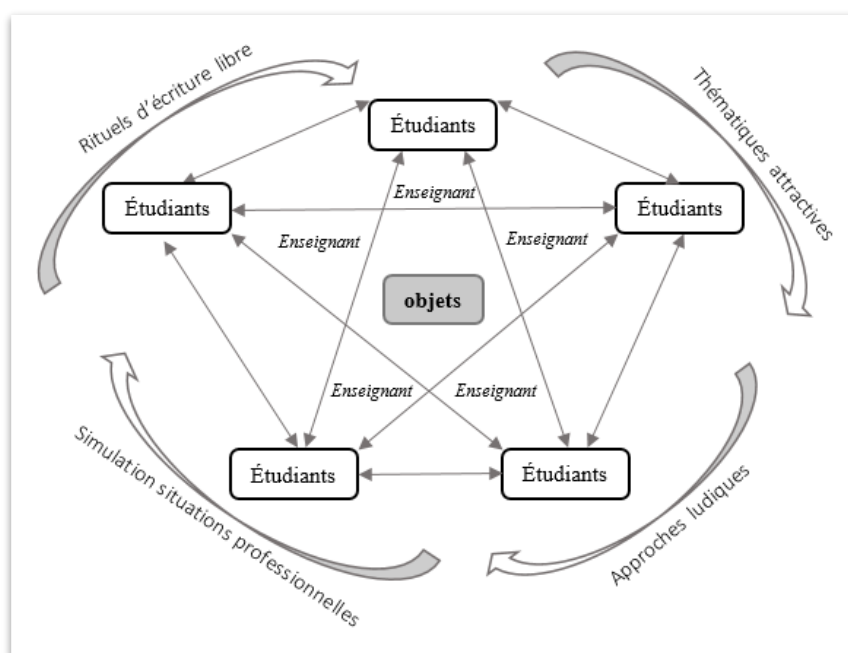 Rituels d'écriture libre
Thématiques attractives
Étudiants
Enseignant
Étudiants
Étudiants
Enseignant
Enseignant
objets
Enseignant
Enseignant
Étudiants
Étudiants
Simulation situations professionnelles
Approches ludiques